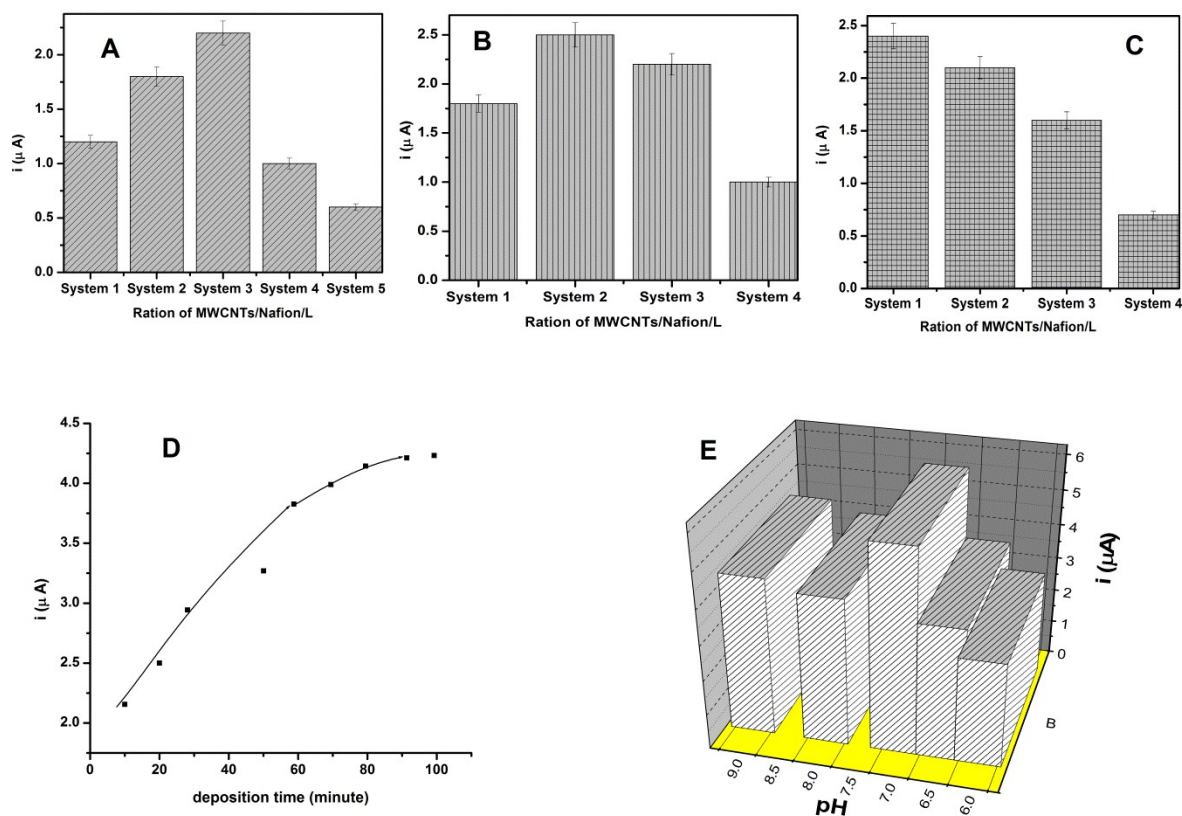 A
i (μ A)
2.0
1.5
1.0
0.5
0.0
System 1 System 2 System 3 System 4 System 5
Ration of MWCNTs/Nafion/L
B
i (μ A)
2.5
2.0
1.5
1.0
0.5
0.0
System 1 System 2 System 3 System 4
Ration of MWCNTs/Nafion/L
C
i (μ A)
2.5
2.0
1.5
1.0
0.5
0.0
System 1 System 2 System 3 System 4
Ration of MWCNTs/Nafion/L
D
i (μ A)
4.5
4.0
3.5
3.0
2.5
2.0
0 20 40 60 80 100
deposition time (minute)
E
6
5
4
3
2
1
0
i (μA)
B
9.0 8.5 8.0 7.5 7.0 6.5 6.0
pH